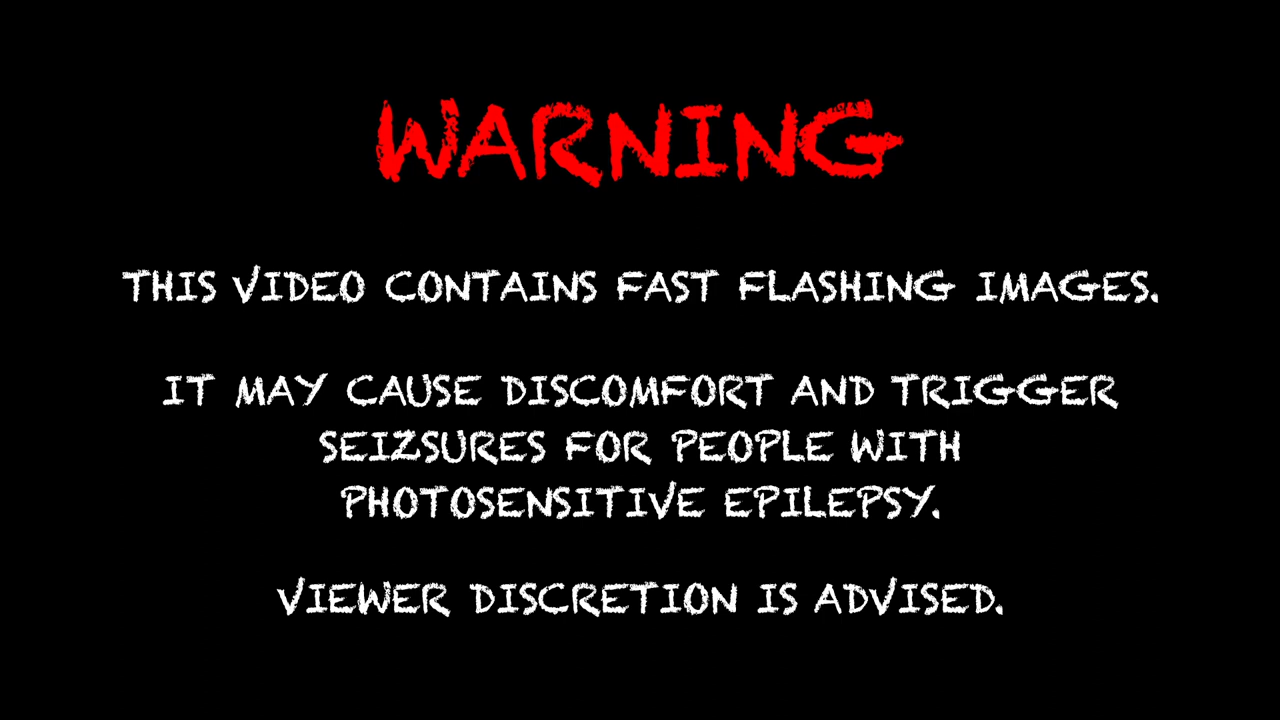 WARNING
THIS VIDEO CONTAINS FAST FLASHING IMAGES.
IT MAY CAUSE DISCOMFORT AND TRIGGER
SEIZSURES FOR PEOPLE WITH
PHOTOSENSITIVE EPILEPSY.
VIEWER DISCRETION IS ADVISED.